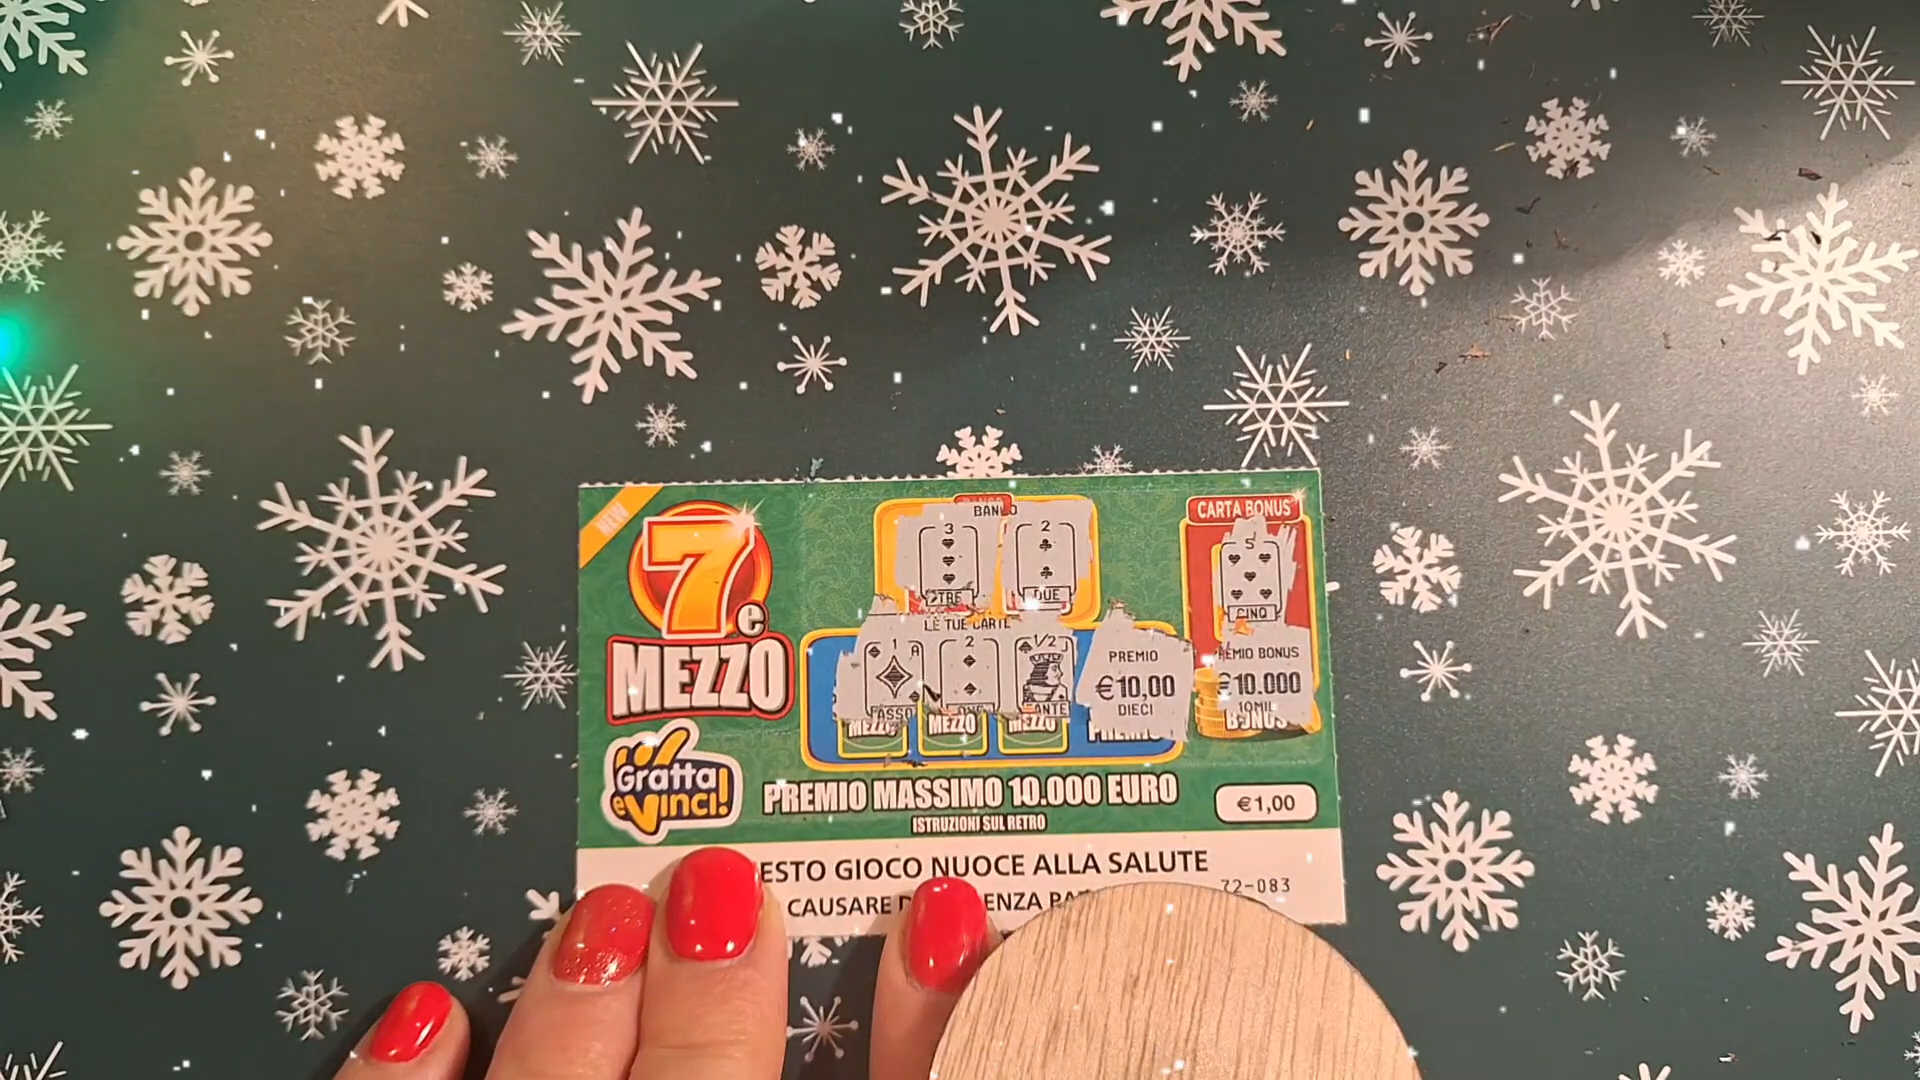 NEW
7
e
MEZZO
Gratta
e Vinci!
BANCO
3
TRE
2
DUE
LE TUE CARTE
1
ASSO
2
1/2
MEZZO
MEZZO
PREMIO
€10,00
DIECI
CARTA BONUS
5
CINQ
PREMIO BONUS
€10.000
10MIL
BONUS
PREMIO MASSIMO 10.000 EURO
ISTRUZIONI SUL RETRO
€1,00
ESTO GIOCO NUOCE ALLA SALUTE
CAUSARE D ENZA PA
72-083